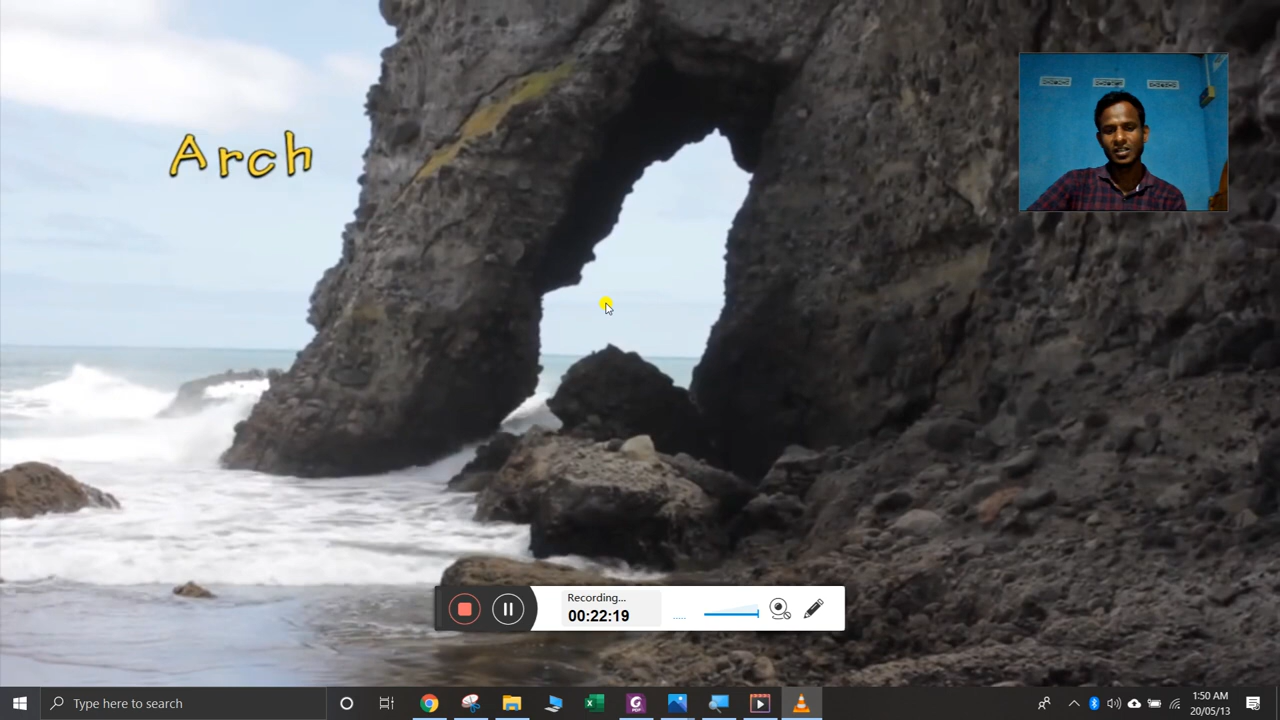 Arch
Recording...
00:22:19
Type here to search
1:50 AM
20/05/13